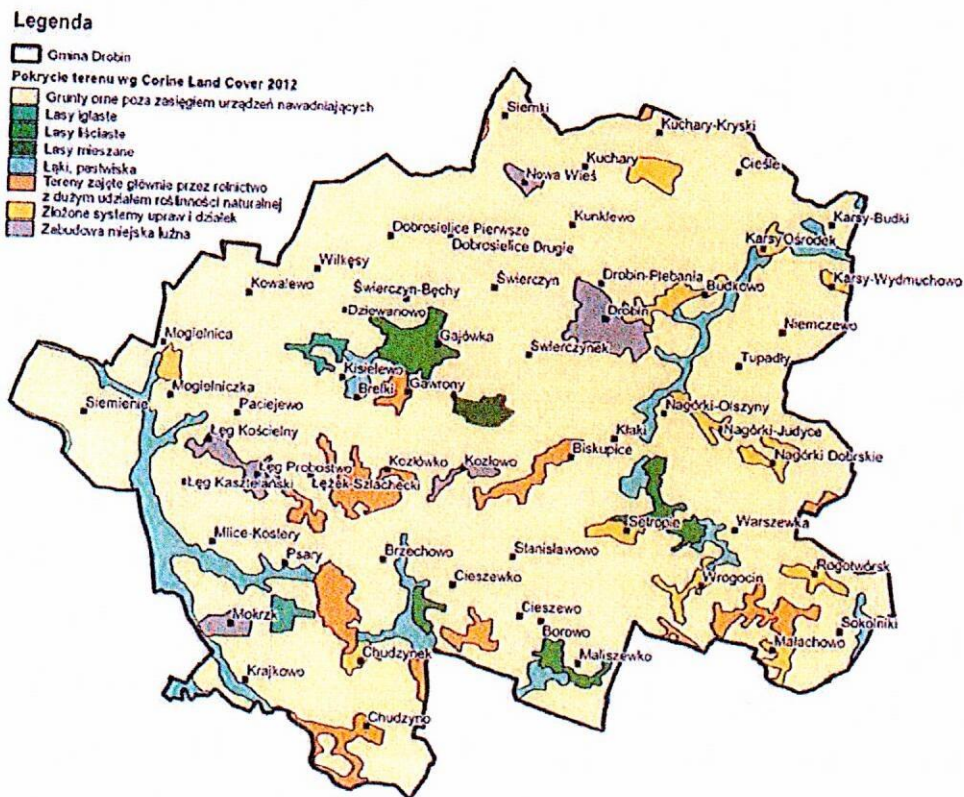 Legenda
Gmina Drobin
Pokrycie terenu wg Corine Land Cover 2012
Grunty orne poza zasięgiem urządzeń nawadniających
Lasy iglaste
Lasy liściaste
Lasy mieszane
Łąki, pastwiska
Tereny zajęte głównie przez rolnictwo
z dużym udziałem roślinności naturalnej
Złożone systemy upraw i działek
Zabudowa miejska luźna
Siemki
Kuchary-Kryski
Kuchary
Cieśle
Nowa Wieś
Karsy-Budki
Kunklewo
Dobrosielice Pierwsze
Dobrosielice Drugie
Karsy Ośrodek
Wilkęsy
Świerczyn
Drobin-Plebania
Karsy-Wydmuchowo
Kowalewo
Świerczyn-Bęchy
Budkowo
Dziewanowo
Drobin
Niemczewo
Mogielnica
Gajówka
Świerczynek
Tupadły
Kisielewo
Mogielniczka
Brelki
Gawrony
Siemienie
Paciejewo
Nagórki-Olszyny
Łęg Kościelny
Kłaki
Nagórki-Judyce
Biskupice
Nagórki Dobrskie
Łęg Probostwo
Kozłówko
Kozłowo
Łęg Kasztelański
Łężek Szlachecki
Setropie
Warszewka
Mlice-Kostery
Brzechowo
Stanisławowo
Psary
Rogotwórsk
Cieszewko
Wrogocin
Mokrzk
Cieszewo
Borowo
Sokolniki
Małachowo
Chudzynek
Maliszewko
Krajkowo
Chudzyno